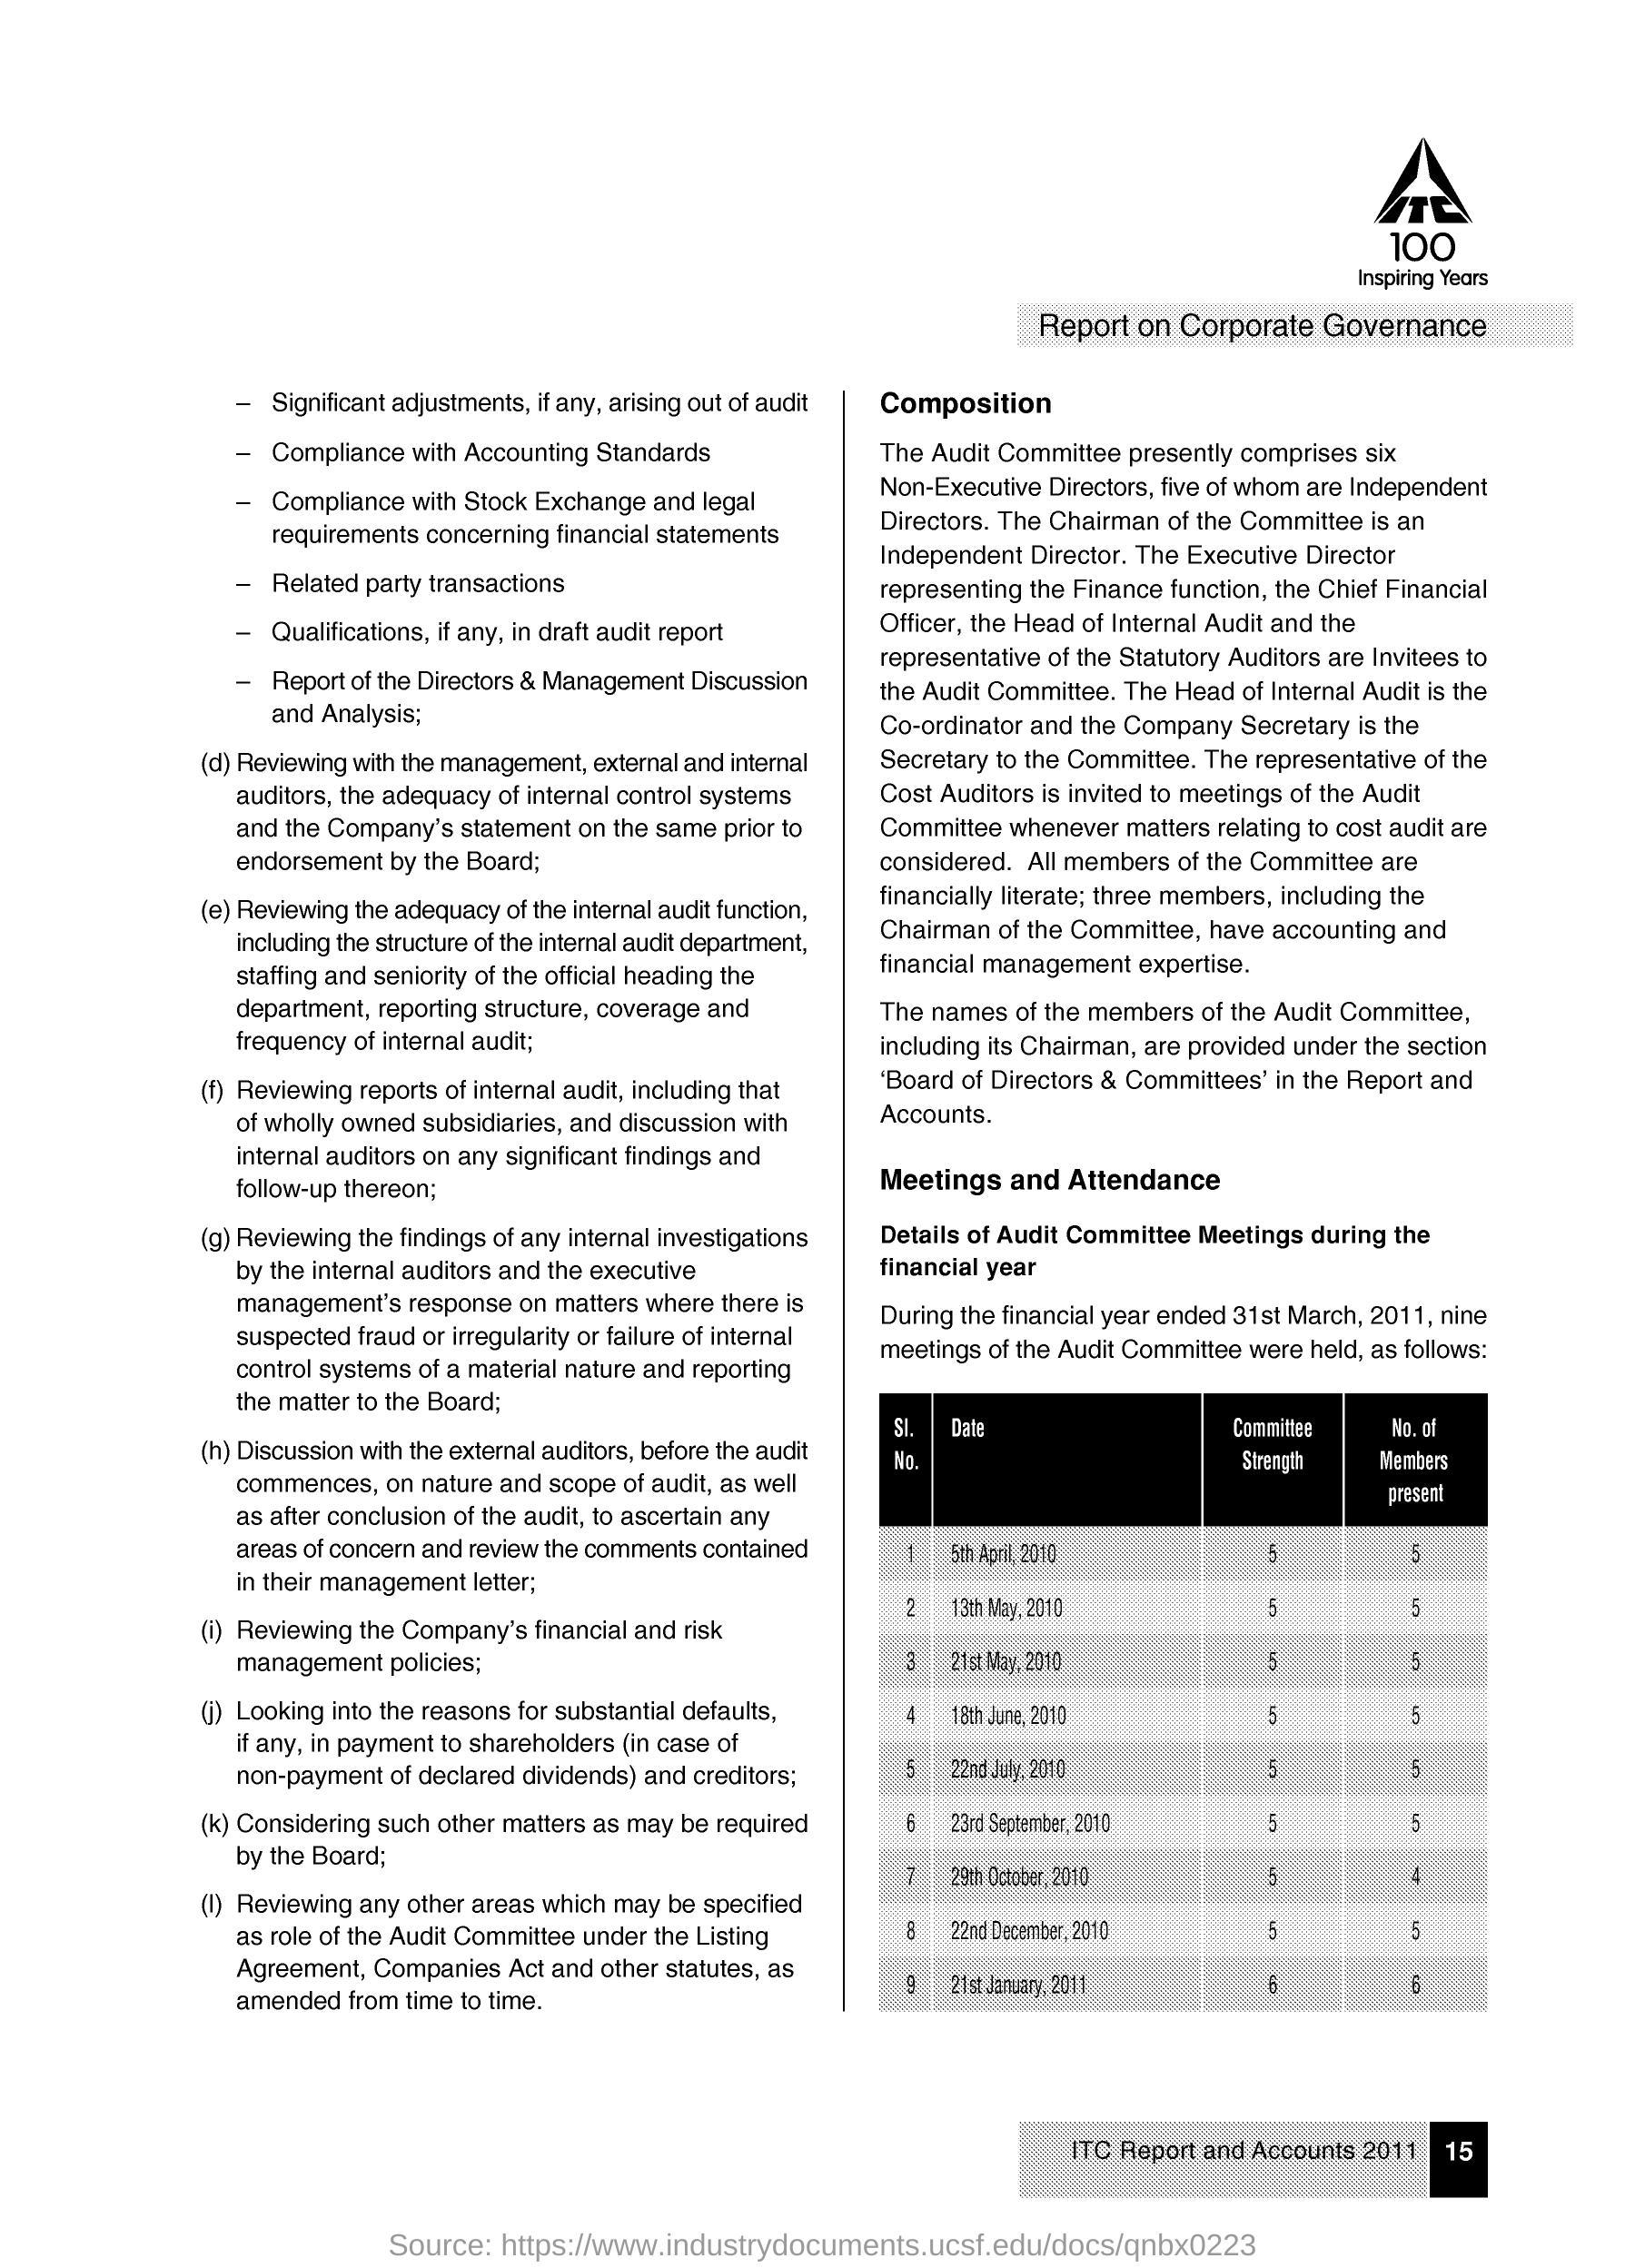 ITC
100
Inspiring Years
Report on Corporate Governance
– Significant adjustments, if any, arising out of audit
– Compliance with Accounting Standards
– Compliance with Stock Exchange and legal
requirements concerning financial statements
– Related party transactions
– Qualifications, if any, in draft audit report
– Report of the Directors & Management Discussion
and Analysis;
(d) Reviewing with the management, external and internal
auditors, the adequacy of internal control systems
and the Company’s statement on the same prior to
endorsement by the Board;
(e) Reviewing the adequacy of the internal audit function,
including the structure of the internal audit department,
staffing and seniority of the official heading the
department, reporting structure, coverage and
frequency of internal audit;
(f) Reviewing reports of internal audit, including that
of wholly owned subsidiaries, and discussion with
internal auditors on any significant findings and
follow-up thereon;
(g) Reviewing the findings of any internal investigations
by the internal auditors and the executive
management’s response on matters where there is
suspected fraud or irregularity or failure of internal
control systems of a material nature and reporting
the matter to the Board;
(h) Discussion with the external auditors, before the audit
commences, on nature and scope of audit, as well
as after conclusion of the audit, to ascertain any
areas of concern and review the comments contained
in their management letter;
(i) Reviewing the Company’s financial and risk
management policies;
(j) Looking into the reasons for substantial defaults,
if any, in payment to shareholders (in case of
non-payment of declared dividends) and creditors;
(k) Considering such other matters as may be required
by the Board;
(l) Reviewing any other areas which may be specified
as role of the Audit Committee under the Listing
Agreement, Companies Act and other statutes, as
amended from time to time.
Composition
The Audit Committee presently comprises six
Non-Executive Directors, five of whom are Independent
Directors. The Chairman of the Committee is an
Independent Director. The Executive Director
representing the Finance function, the Chief Financial
Officer, the Head of Internal Audit and the
representative of the Statutory Auditors are Invitees to
the Audit Committee. The Head of Internal Audit is the
Co-ordinator and the Company Secretary is the
Secretary to the Committee. The representative of the
Cost Auditors is invited to meetings of the Audit
Committee whenever matters relating to cost audit are
considered. All members of the Committee are
financially literate; three members, including the
Chairman of the Committee, have accounting and
financial management expertise.
The names of the members of the Audit Committee,
including its Chairman, are provided under the section
‘Board of Directors & Committees’ in the Report and
Accounts.
Meetings and Attendance
Details of Audit Committee Meetings during the
financial year
During the financial year ended 31st March, 2011, nine
meetings of the Audit Committee were held, as follows:
Sl. No. Date Committee Strength No. of Members present
1 5th April, 2010 5 5
2 13th May, 2010 5 5
3 21st May, 2010 5 5
4 18th June, 2010 5 5
5 22nd July, 2010 5 5
6 23rd September, 2010 5 5
7 29th October, 2010 5 4
8 22nd December, 2010 5 5
9 21st January, 2011 6 6
ITC Report and Accounts 2011 15
Source: https://www.industrydocuments.ucsf.edu/docs/qnbx0223